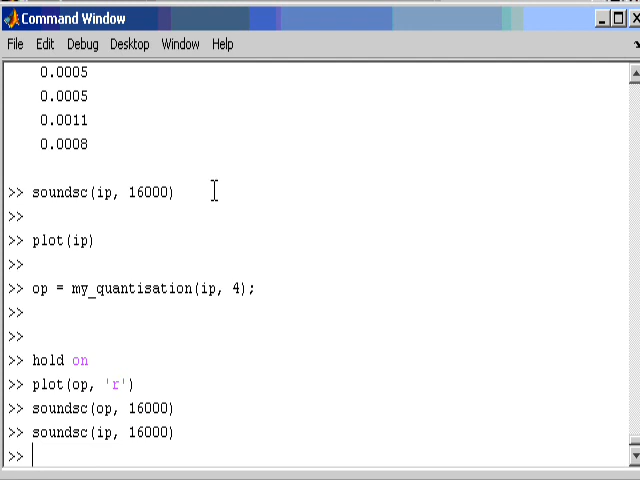 Command Window
File Edit Debug Desktop Window Help
0.0005
0.0005
0.0011
0.0008
>> soundsc(ip, 16000)
>>
>> plot(ip)
>>
>> op = my_quantisation(ip, 4);
>>
>>
>> hold on
>> plot(op, 'r')
>> soundsc(op, 16000)
>> soundsc(ip, 16000)
>>